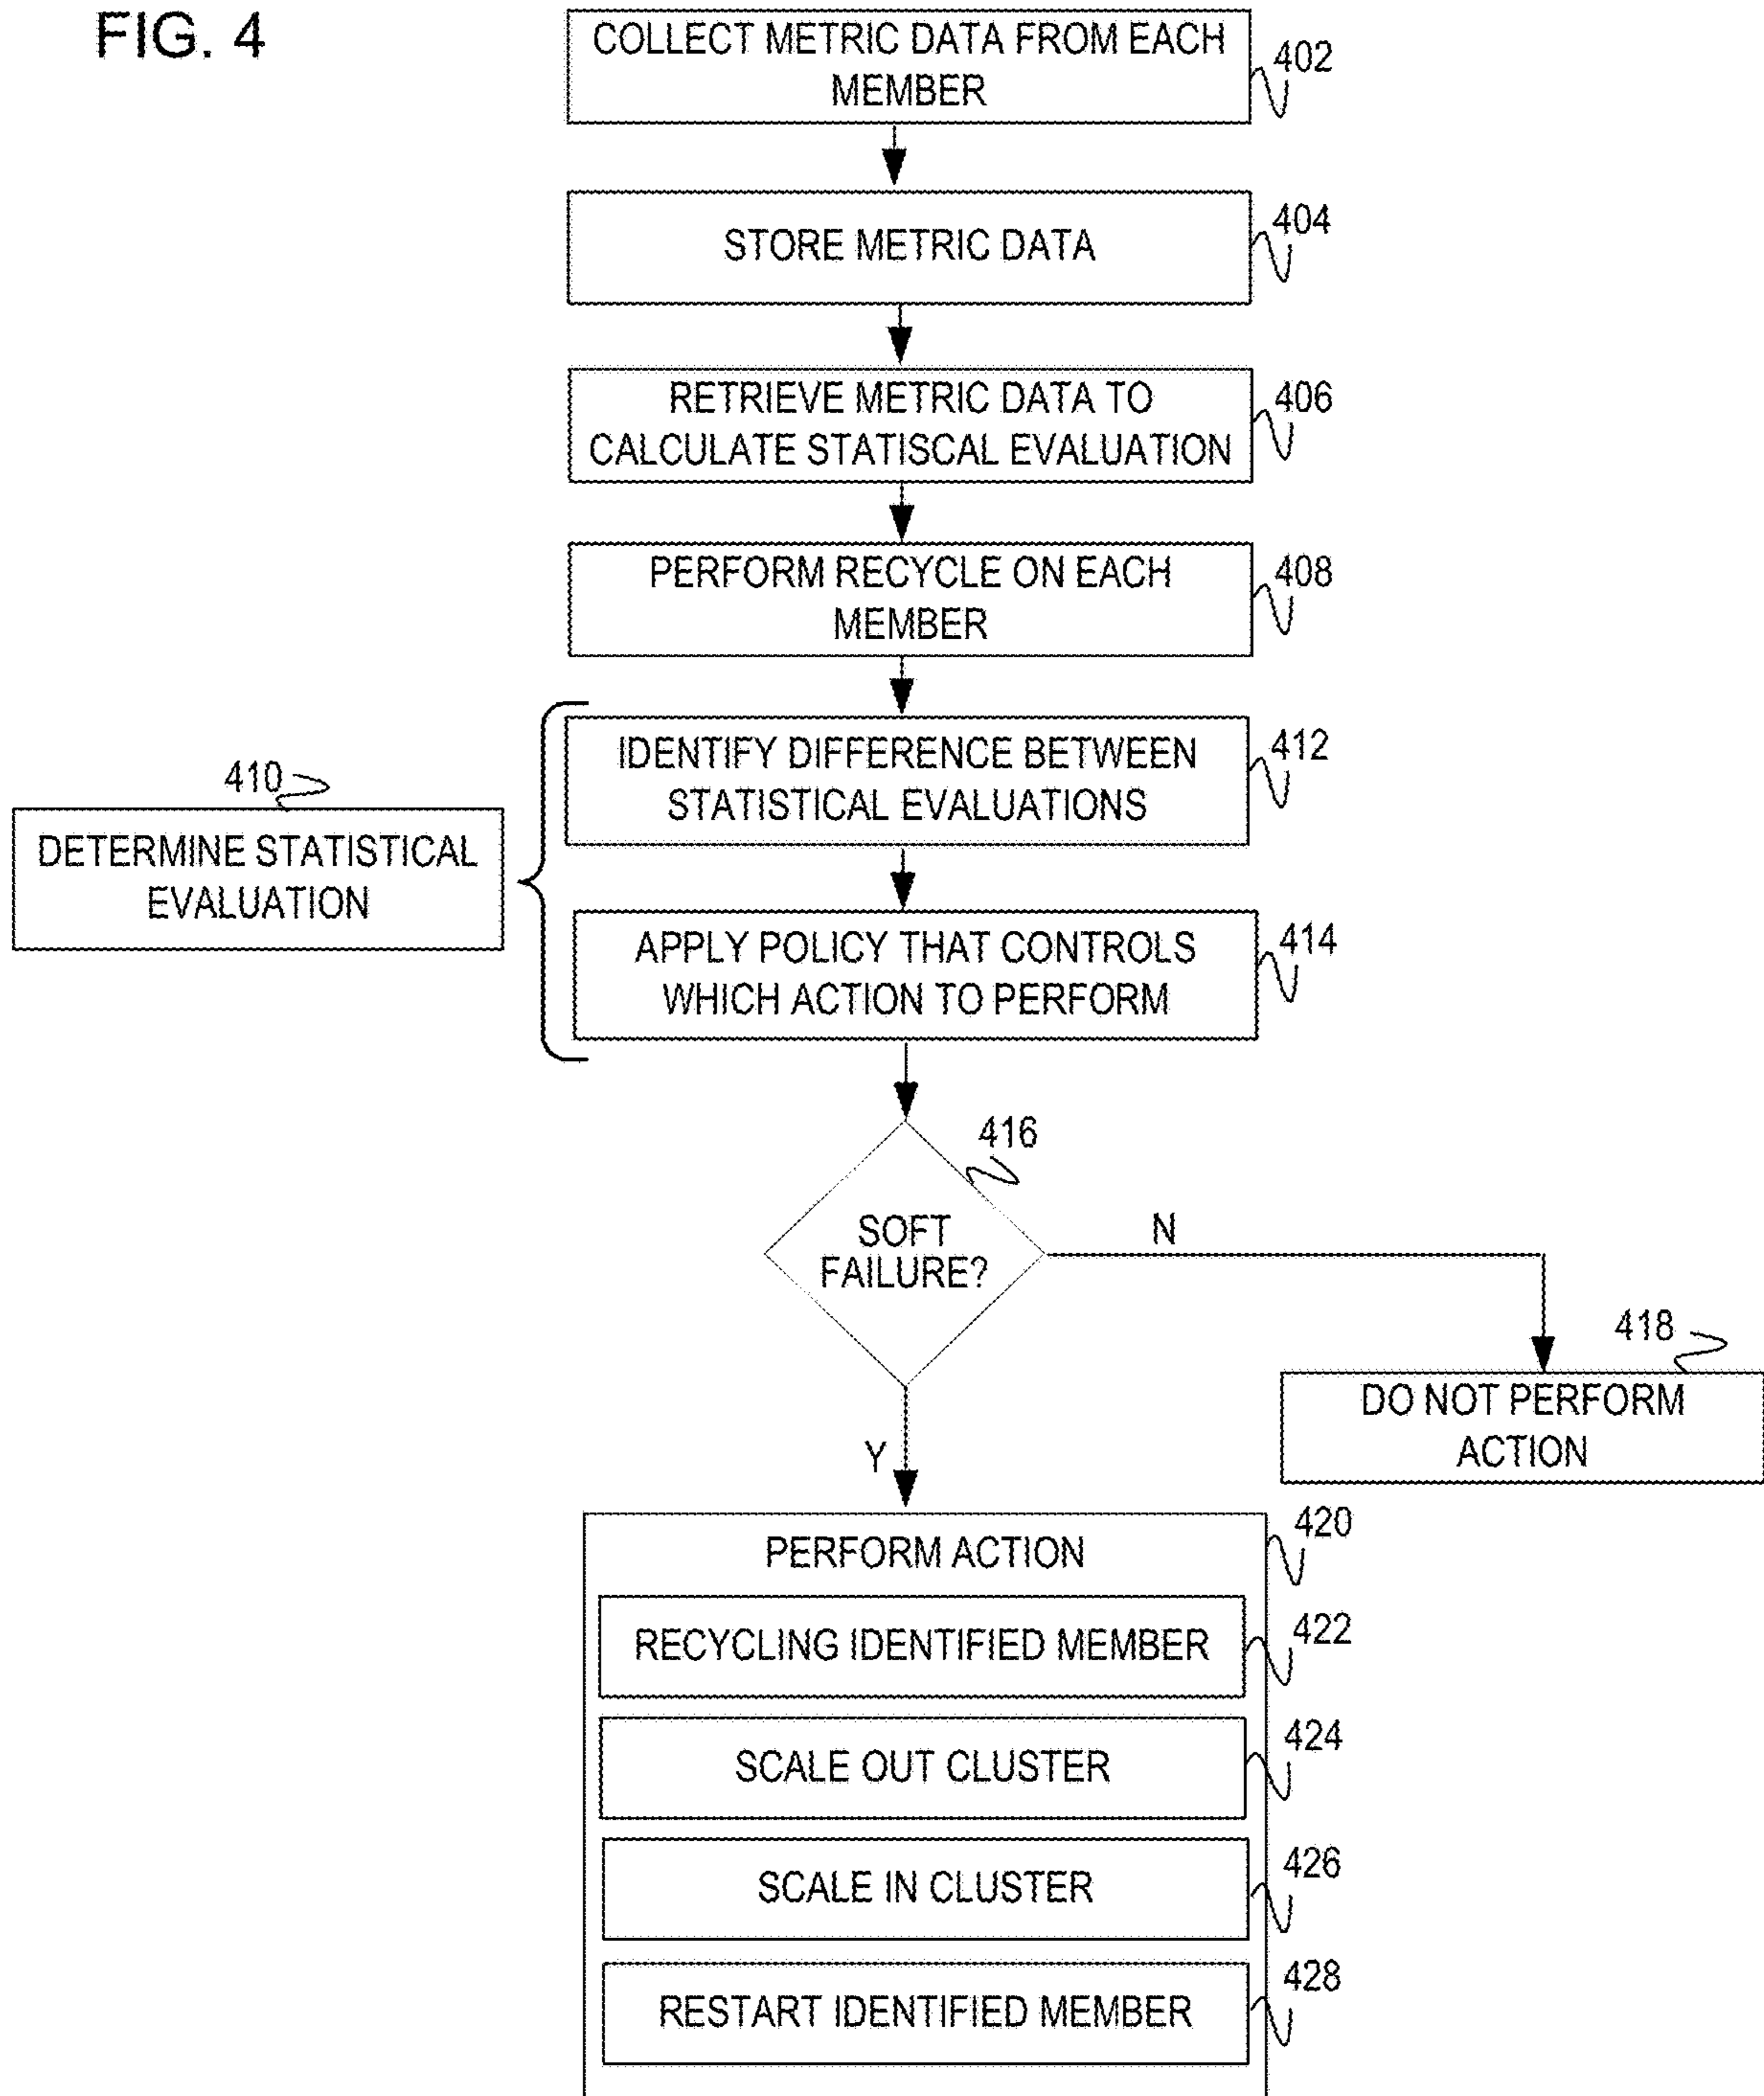 FIG. 4
COLLECT METRIC DATA FROM EACH
MEMBER
402
STORE METRIC DATA
404
RETRIEVE METRIC DATA TO
CALCULATE STATISCAL EVALUATION
406
PERFORM RECYCLE ON EACH
MEMBER
408
410
DETERMINE STATISTICAL
EVALUATION
IDENTIFY DIFFERENCE BETWEEN
STATISTICAL EVALUATIONS
412
APPLY POLICY THAT CONTROLS
WHICH ACTION TO PERFORM
414
416
SOFT
FAILURE?
N
418
DO NOT PERFORM
ACTION
Y
PERFORM ACTION
420
RECYCLING IDENTIFIED MEMBER
422
SCALE OUT CLUSTER
424
SCALE IN CLUSTER
426
RESTART IDENTIFIED MEMBER
428